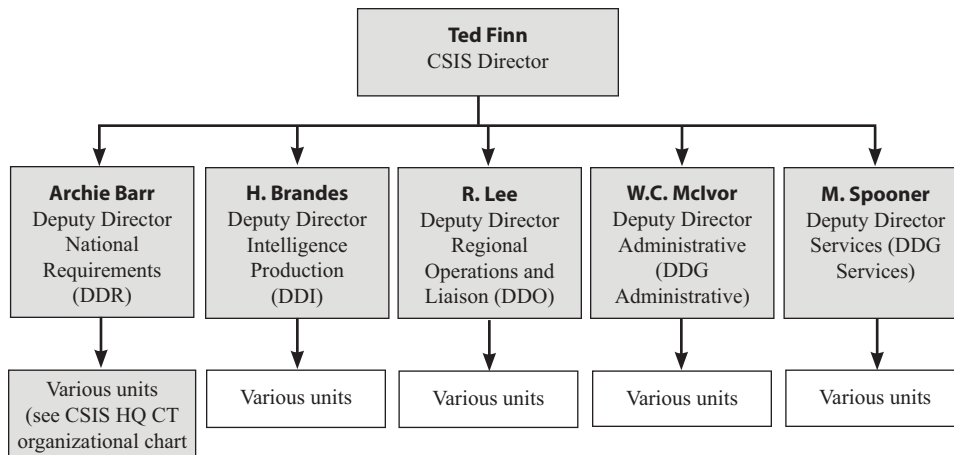 Ted Finn
CSIS Director
Archie Barr
Deputy Director
National
Requirements
(DDR)
H. Brandes
Deputy Director
Intelligence
Production
(DDI)
R. Lee
Deputy Director
Regional
Operations and
Liaison (DDO)
W.C. McIvor
Deputy Director
Administrative
(DDG
Administrative)
M. Spooner
Deputy Director
Services (DDG
Services)
Various units
(see CSIS HQ CT
organizational chart
Various units
Various units
Various units
Various units